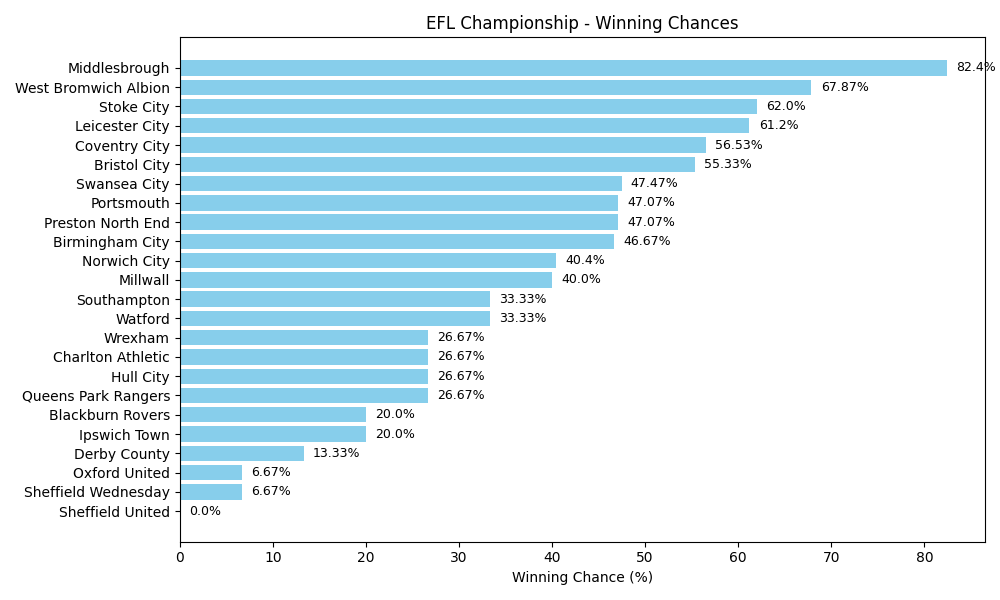 EFL Championship - Winning Chances
Middlesbrough 82.4%
West Bromwich Albion 67.87%
Stoke City 62.0%
Leicester City 61.2%
Coventry City 56.53%
Bristol City 55.33%
Swansea City 47.47%
Portsmouth 47.07%
Preston North End 47.07%
Birmingham City 46.67%
Norwich City 40.4%
Millwall 40.0%
Southampton 33.33%
Watford 33.33%
Wrexham 26.67%
Charlton Athletic 26.67%
Hull City 26.67%
Queens Park Rangers 26.67%
Blackburn Rovers 20.0%
Ipswich Town 20.0%
Derby County 13.33%
Oxford United 6.67%
Sheffield Wednesday 6.67%
Sheffield United 0.0%
0 10 20 30 40 50 60 70 80
Winning Chance (%)